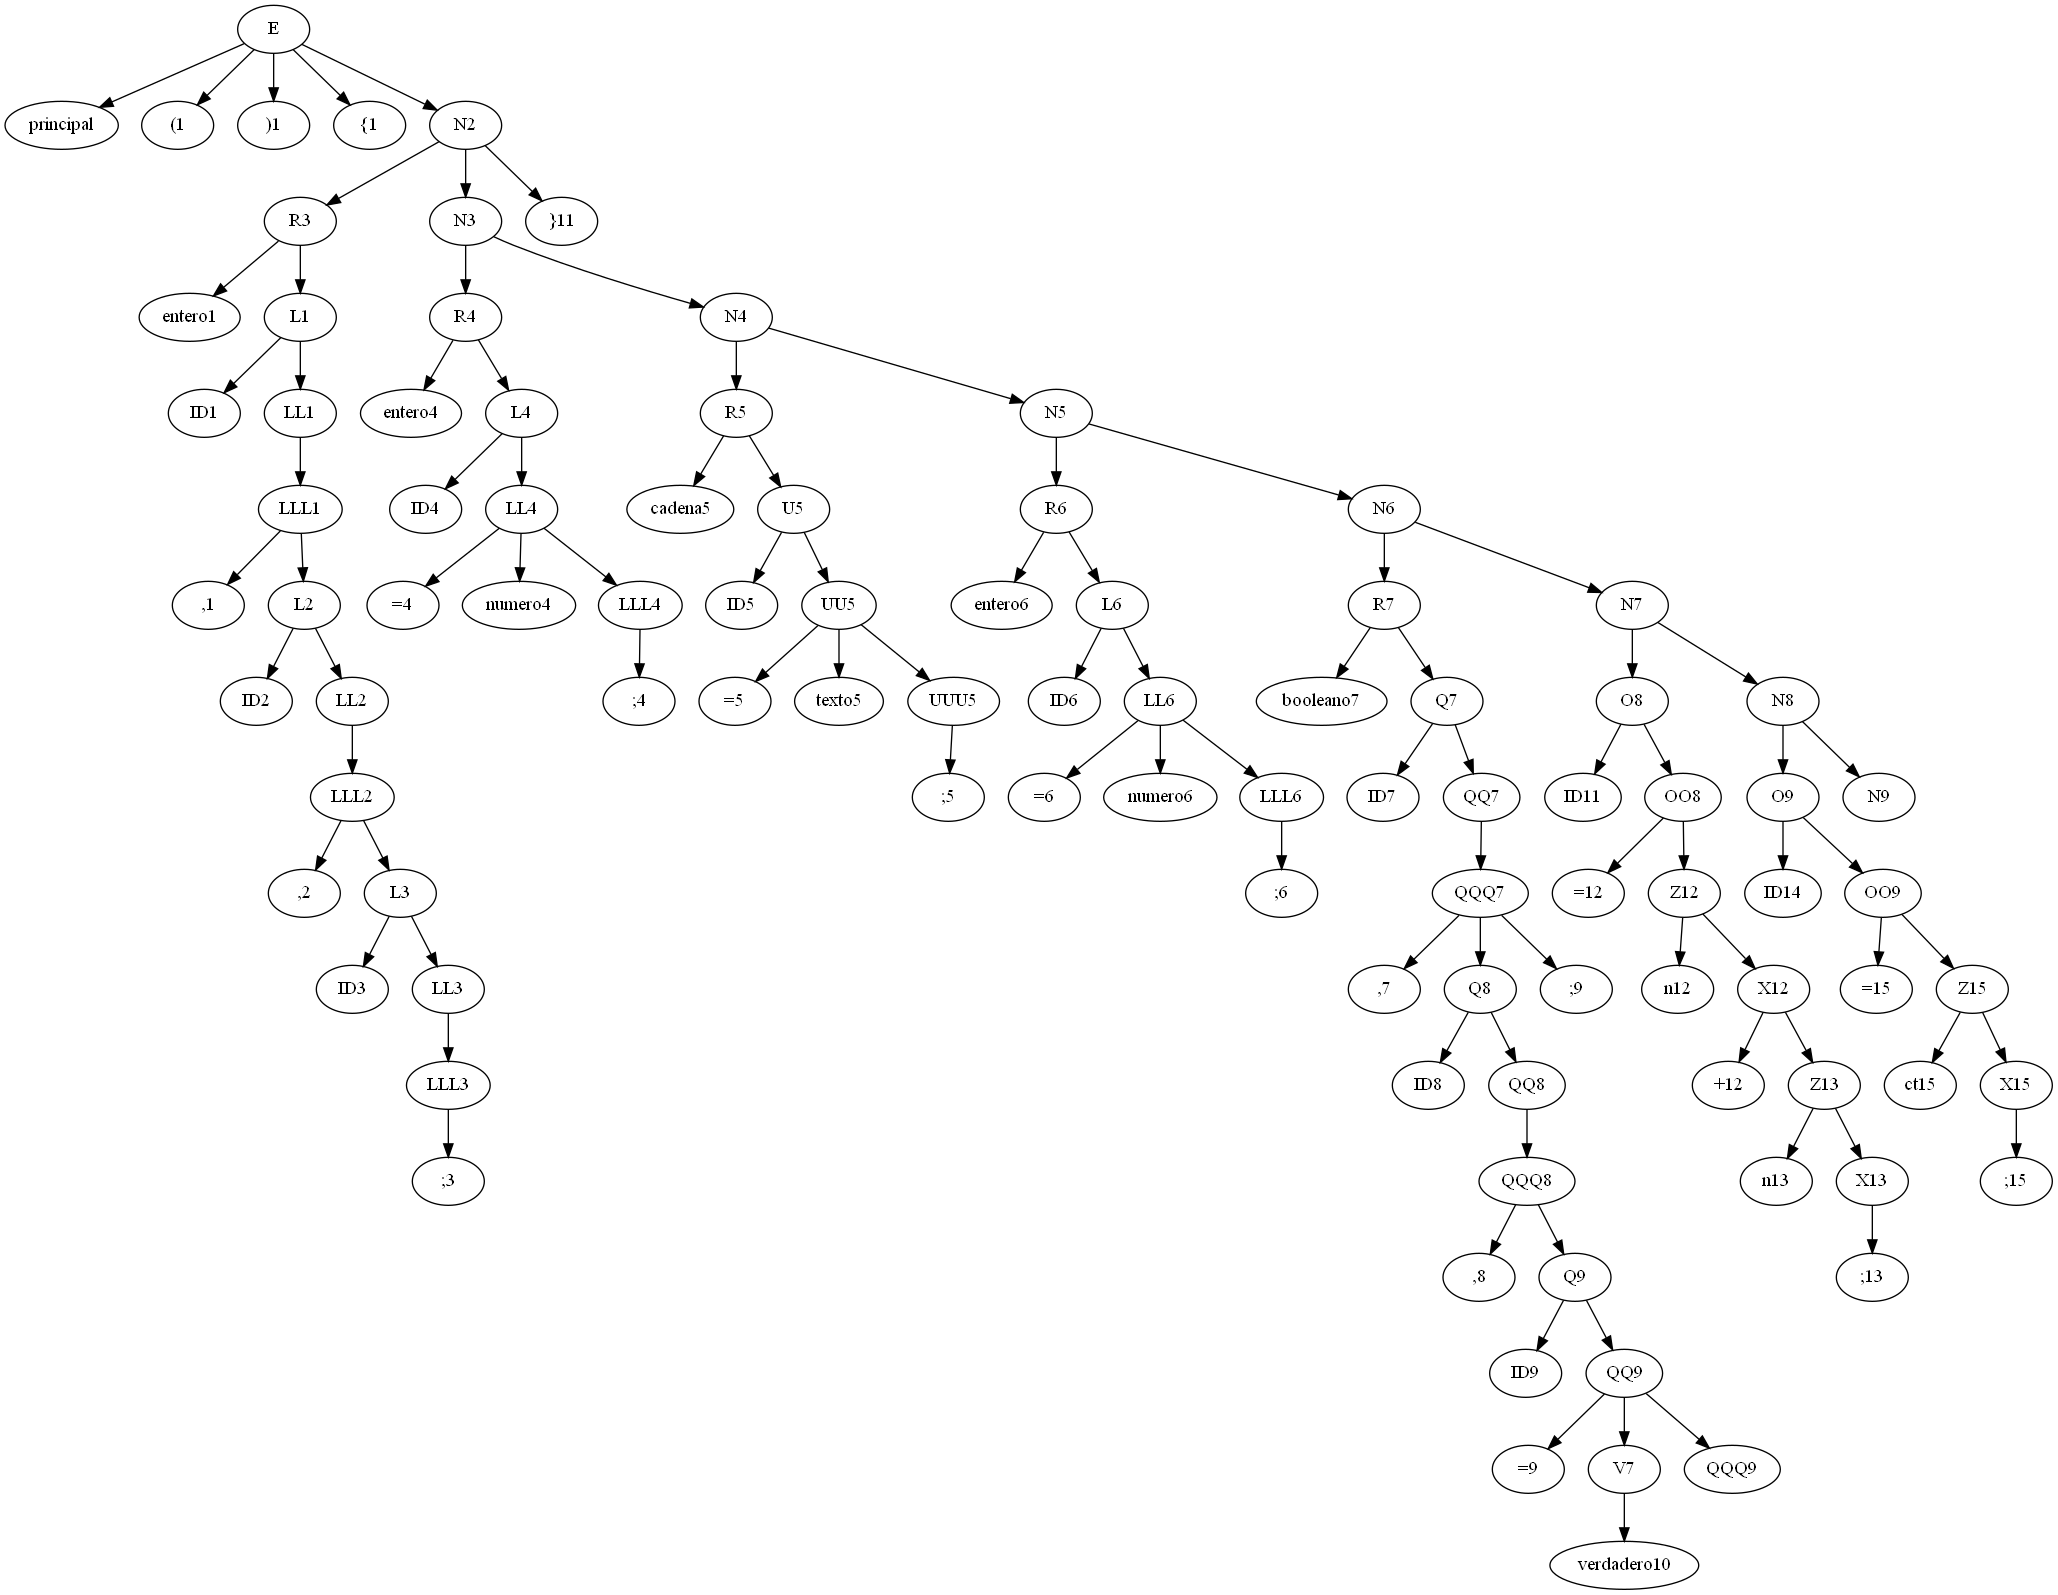 E
principal (1 )1 {1 N2
R3 N3 }11
entero1 L1 R4 N4
ID1 LL1 entero4 L4 R5 N5
LLL1 ID4 LL4 cadena5 U5 R6 N6
,1 L2 =4 numero4 LLL4 ID5 UU5 entero6 L6 R7 N7
ID2 LL2 ;4 =5 texto5 UUU5 ID6 LL6 booleano7 Q7 O8 N8
LLL2 ;5 =6 numero6 LLL6 ID7 QQ7 ID11 OO8 O9 N9
,2 L3 ;6 QQQ7 =12 Z12 ID14 OO9
ID3 LL3 ,7 Q8 ;9 n12 X12 =15 Z15
LLL3 ID8 QQ8 +12 Z13 ct15 X15
;3 QQQ8 n13 X13 ;15
,8 Q9 ;13
ID9 QQ9
=9 V7 QQQ9
verdadero10